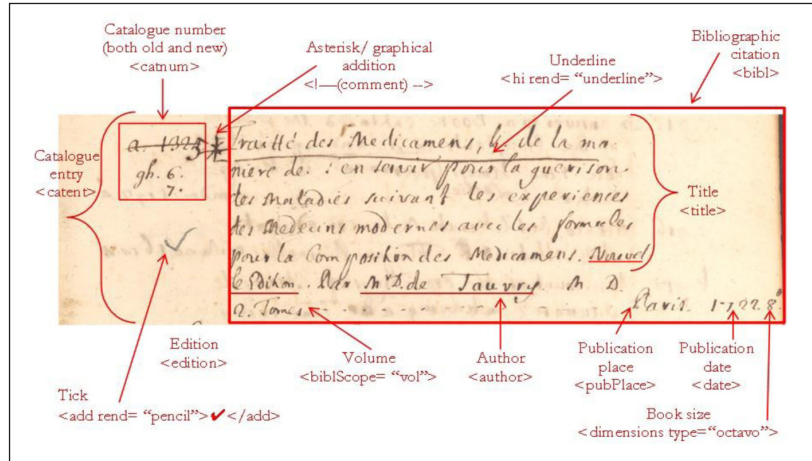 Catalogue number
(both old and new)
<catnum>
Asterisk/ graphical
addition
<!—(comment) -->
Underline
<hi rend= “underline”>
Bibliographic
citation
<bibl>
Catalogue
entry
<catent>
a. 1325
gh. 6.
7.
Traitté des Medicamens, & de la ma
niere de : en servir pour la guerison
des Maladies suivant les experiences
des Medecins modernes avec les formules
pour la Composition des Medicamens. Nouvel
le Edition. Par Mr D. de Tauvry. M D.
2. Tomes
Paris. 1722. 8º.
Title
<title>
Edition
<edition>
Volume
<biblScope= “vol”>
Author
<author>
Publication
place
<pubPlace>
Publication
date
<date>
Tick
<add rend= “pencil”>✔</add>
Book size
<dimensions type=“octavo”>